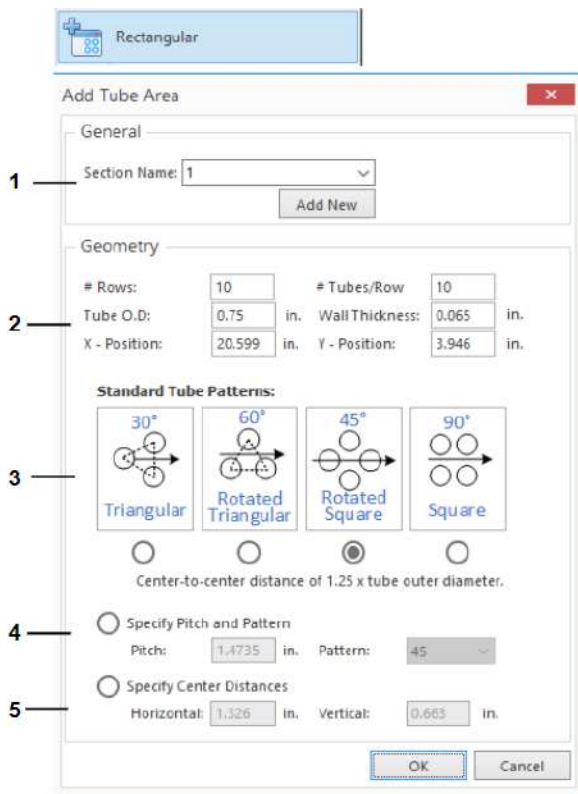 Rectangular
Add Tube Area
General
1
Section Name: 1
Add New
Geometry
# Rows: 10 # Tubes/Row 10
2
Tube O.D: 0.75 in. Wall Thickness: 0.065 in.
X - Position: 20.599 in. Y - Position: 3.946 in.
Standard Tube Patterns:
30° 60° 45° 90°
3
Triangular Rotated Triangular Rotated Square Square
Center-to-center distance of 1.25 x tube outer diameter.
4
Specify Pitch and Pattern
Pitch: 1.4735 in. Pattern: 45
Specify Center Distances
5
Horizontal: 1.326 in. Vertical: 0.663 in.
OK Cancel